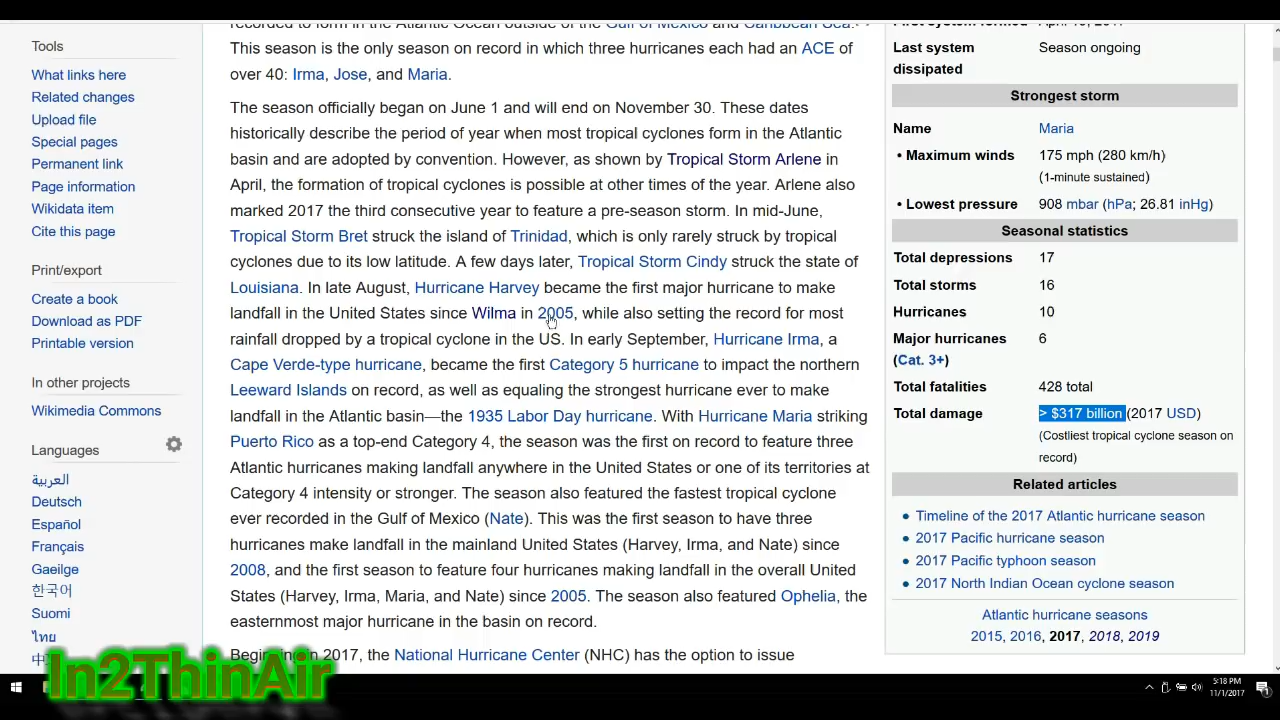 Tools
What links here
Related changes
Upload file
Special pages
Permanent link
Page information
Wikidata item
Cite this page
Print/export
Create a book
Download as PDF
Printable version
In other projects
Wikimedia Commons
Languages
العربية
Deutsch
Español
Français
Gaeilge
한국어
Suomi
ไทย
recorded to form in the Atlantic Ocean outside of the Gulf of Mexico and Caribbean Sea.
This season is the only season on record in which three hurricanes each had an ACE of
over 40: Irma, Jose, and Maria.
The season officially began on June 1 and will end on November 30. These dates
historically describe the period of year when most tropical cyclones form in the Atlantic
basin and are adopted by convention. However, as shown by Tropical Storm Arlene in
April, the formation of tropical cyclones is possible at other times of the year. Arlene also
marked 2017 the third consecutive year to feature a pre-season storm. In mid-June,
Tropical Storm Bret struck the island of Trinidad, which is only rarely struck by tropical
cyclones due to its low latitude. A few days later, Tropical Storm Cindy struck the state of
Louisiana. In late August, Hurricane Harvey became the first major hurricane to make
landfall in the United States since Wilma in 2005, while also setting the record for most
rainfall dropped by a tropical cyclone in the US. In early September, Hurricane Irma, a
Cape Verde-type hurricane, became the first Category 5 hurricane to impact the northern
Leeward Islands on record, as well as equaling the strongest hurricane ever to make
landfall in the Atlantic basin—the 1935 Labor Day hurricane. With Hurricane Maria striking
Puerto Rico as a top-end Category 4, the season was the first on record to feature three
Atlantic hurricanes making landfall anywhere in the United States or one of its territories at
Category 4 intensity or stronger. The season also featured the fastest tropical cyclone
ever recorded in the Gulf of Mexico (Nate). This was the first season to have three
hurricanes make landfall in the mainland United States (Harvey, Irma, and Nate) since
2008, and the first season to feature four hurricanes making landfall in the overall United
States (Harvey, Irma, Maria, and Nate) since 2005. The season also featured Ophelia, the
easternmost major hurricane in the basin on record.
Beginning in 2017, the National Hurricane Center (NHC) has the option to issue
First system formed
Last system Season ongoing
dissipated
Strongest storm
Name Maria
• Maximum winds 175 mph (280 km/h)
(1-minute sustained)
• Lowest pressure 908 mbar (hPa; 26.81 inHg)
Seasonal statistics
Total depressions 17
Total storms 16
Hurricanes 10
Major hurricanes 6
(Cat. 3+)
Total fatalities 428 total
Total damage > $317 billion (2017 USD)
(Costliest tropical cyclone season on
record)
Related articles
Timeline of the 2017 Atlantic hurricane season
2017 Pacific hurricane season
2017 Pacific typhoon season
2017 North Indian Ocean cyclone season
Atlantic hurricane seasons
2015, 2016, 2017, 2018, 2019
In2ThinAir
5:18 PM
11/1/2017